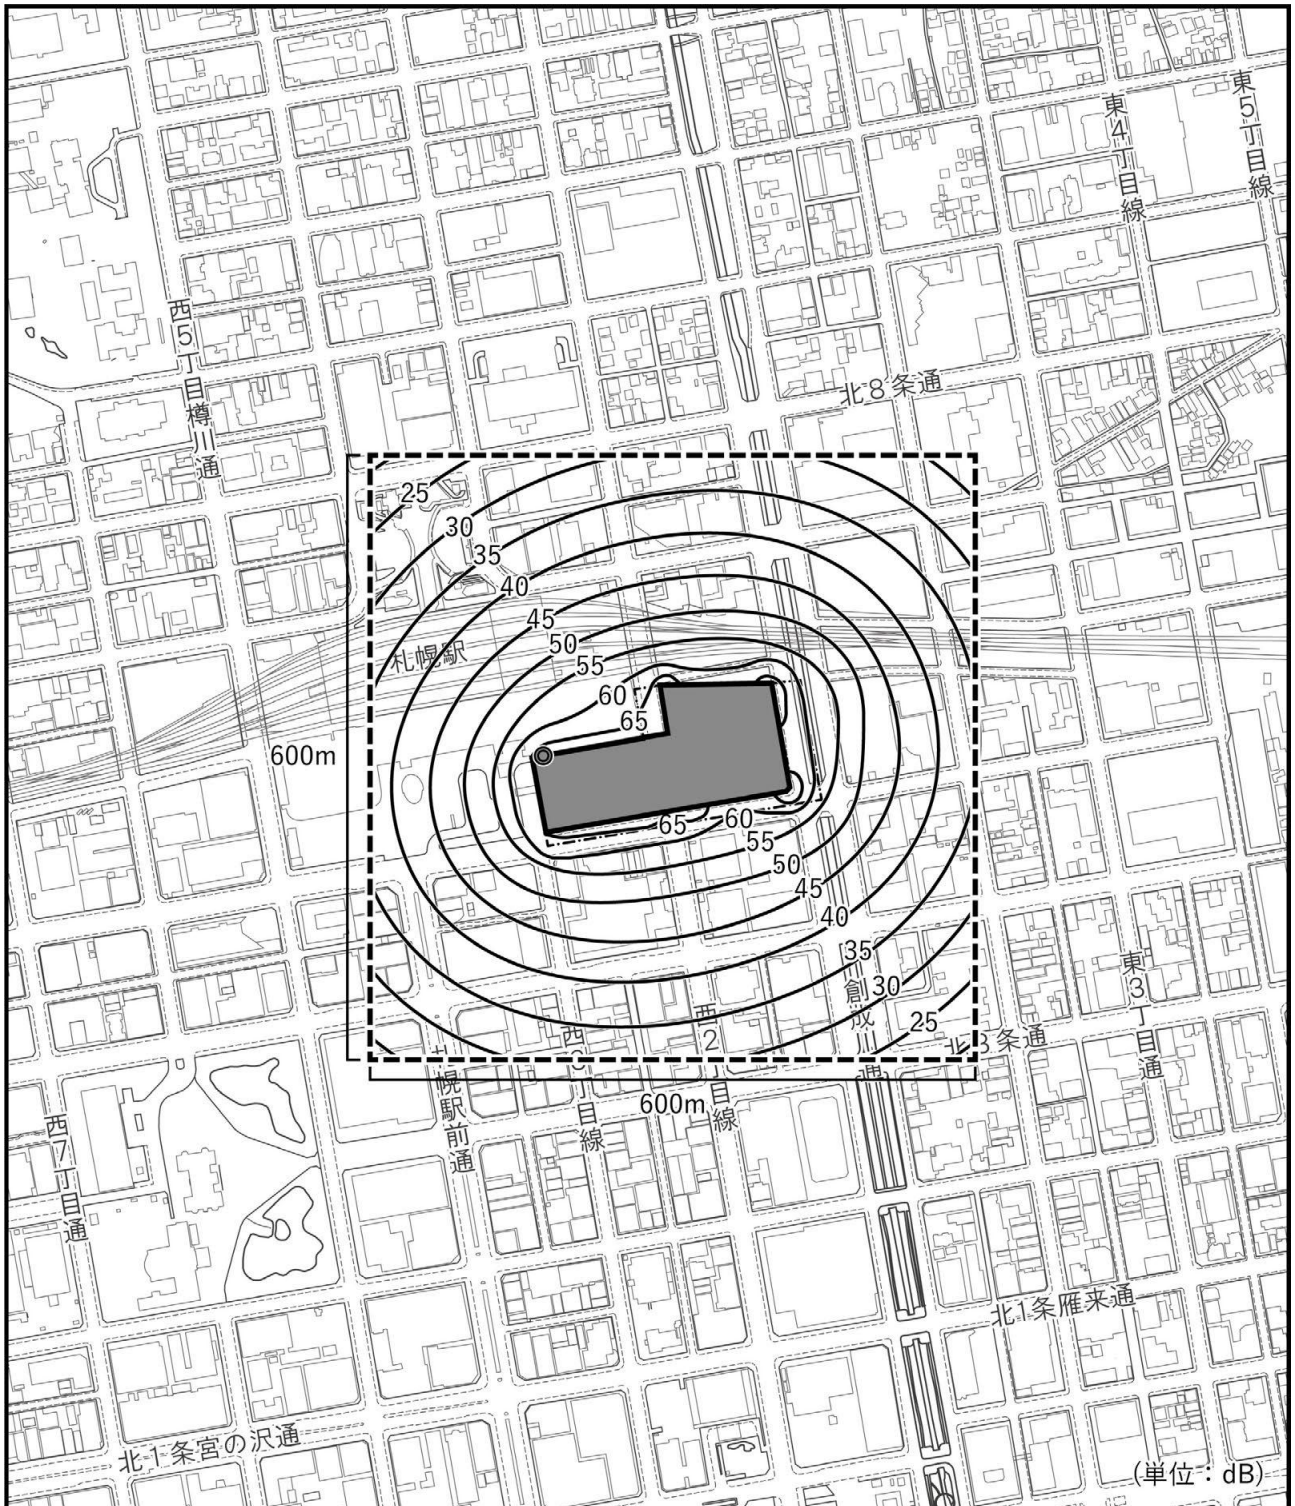 東5丁目線
東4丁目線
西5丁目樽川通
北8条通
25
30
35
40
45
50
55
60
65
札幌駅
600m
65
60
55
50
45
40
35
30
25
創成川通
北3条通
東3丁目通
西2丁目線
西3丁目線
札幌駅前通
600m
西7丁目通
北1条雁来通
北1条宮の沢通
(単位：dB)